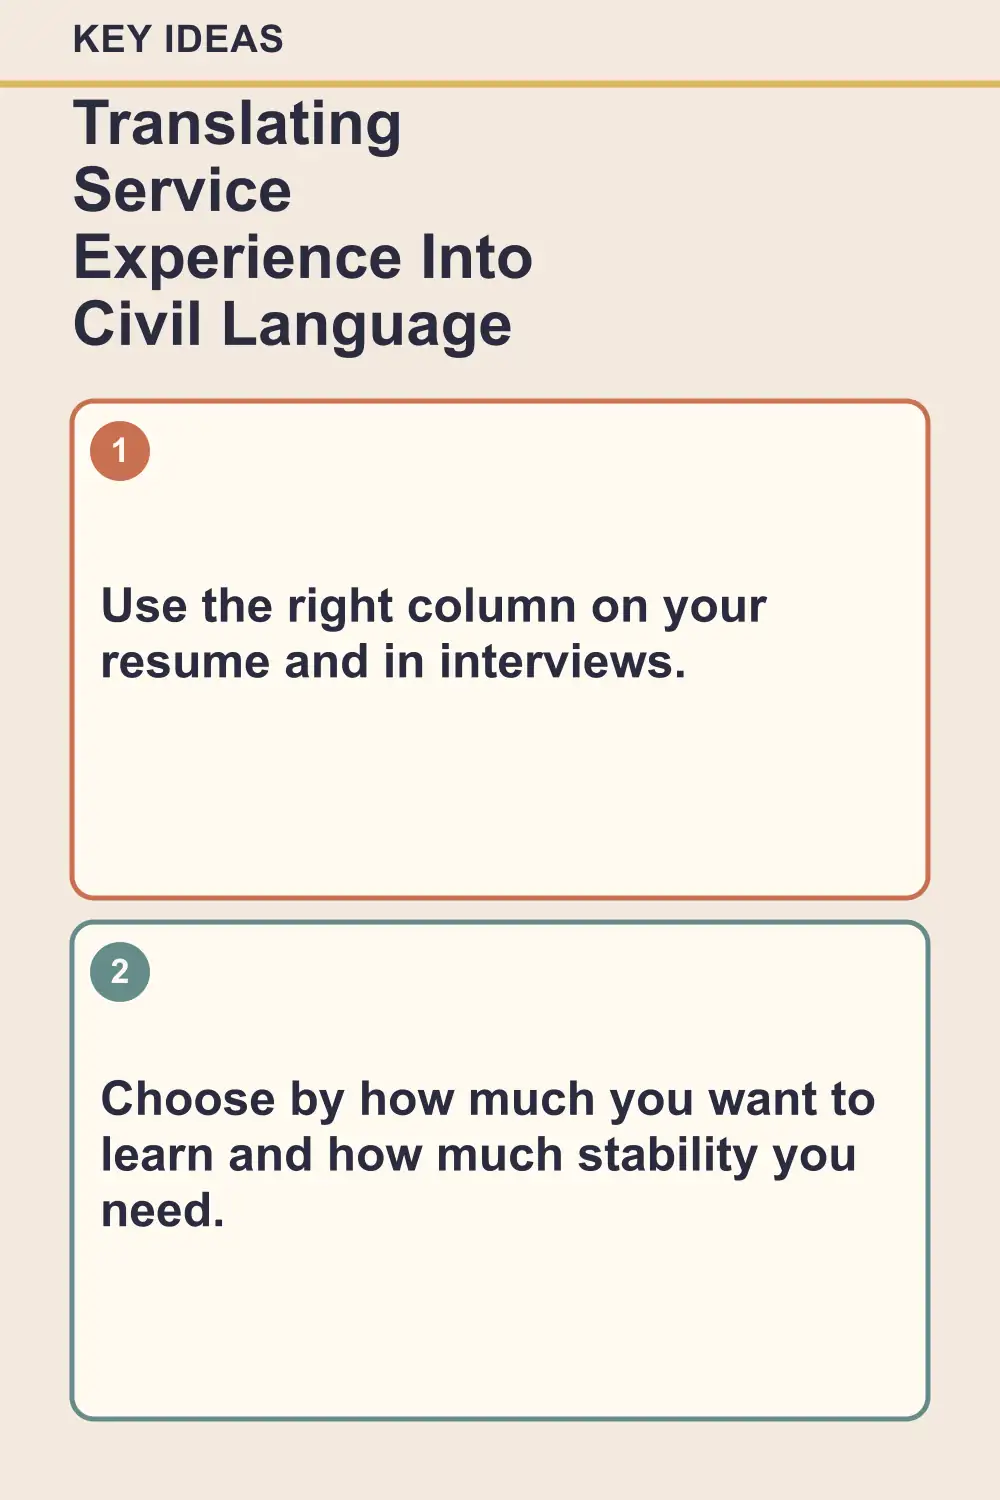 KEY IDEAS
Translating
Service
Experience Into
Civil Language
1
Use the right column on your
resume and in interviews.
2
Choose by how much you want to
learn and how much stability you
need.